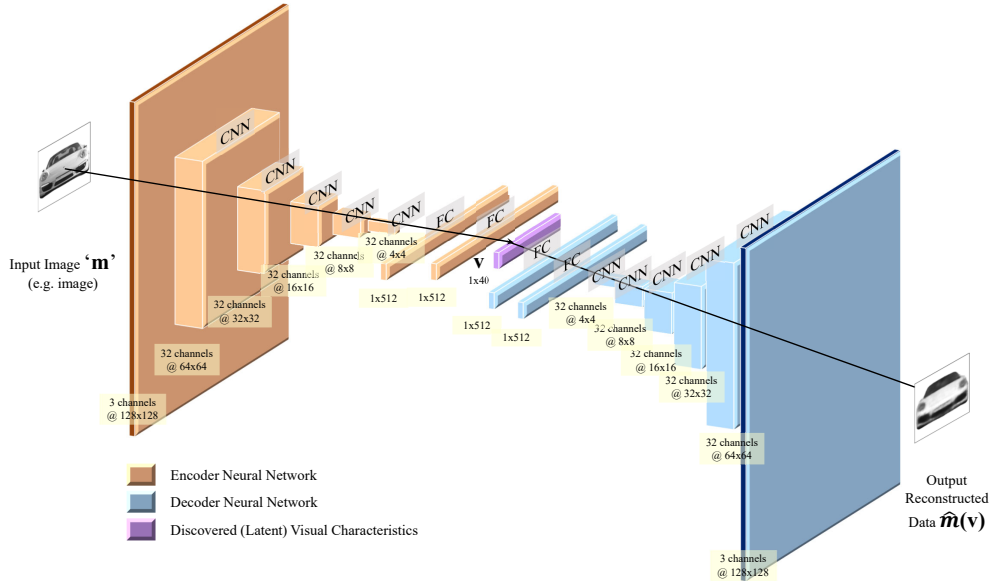 Input Image ‘m’
(e.g. image)
CNN
CNN
CNN
CNN
CNN
FC
FC
3 channels
@ 128x128
32 channels
@ 64x64
32 channels
@ 32x32
32 channels
@ 16x16
32 channels
@ 8x8
32 channels
@ 4x4
1x512
1x512
v
1x40
FC
FC
CNN
CNN
CNN
CNN
CNN
1x512
1x512
32 channels
@ 4x4
32 channels
@ 8x8
32 channels
@ 16x16
32 channels
@ 32x32
32 channels
@ 64x64
3 channels
@ 128x128
Output
Reconstructed
Data m̂(v)
Encoder Neural Network
Decoder Neural Network
Discovered (Latent) Visual Characteristics